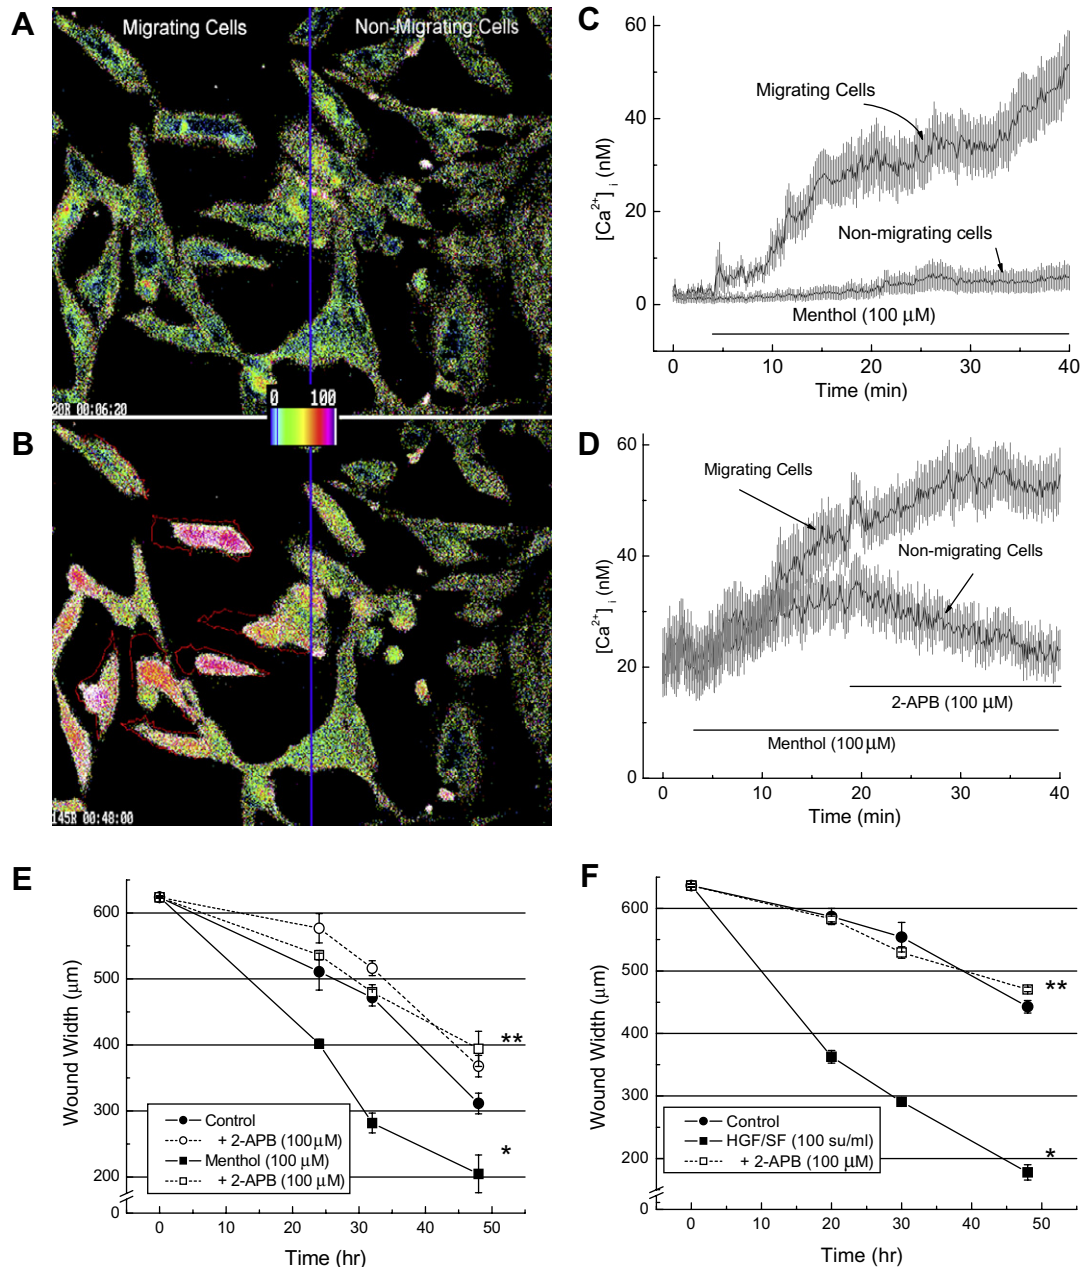 A
Migrating Cells
Non-Migrating Cells
20R 00:06:20
0 100
B
145R 00:48:00
C
60
40
20
0
[Ca2+]i (nM)
Migrating Cells
Non-migrating cells
Menthol (100 μM)
0 10 20 30 40
Time (min)
D
60
40
20
0
[Ca2+]i (nM)
Migrating Cells
Non-migrating Cells
2-APB (100 μM)
Menthol (100 μM)
0 10 20 30 40
Time (min)
E
600
500
400
300
200
0
Wound Width (μm)
**
*
Control
+ 2-APB (100 μM)
Menthol (100 μM)
+ 2-APB (100 μM)
0 10 20 30 40 50
Time (hr)
F
600
500
400
300
200
0
Wound Width (μm)
**
*
Control
HGF/SF (100 su/ml)
+ 2-APB (100 μM)
0 10 20 30 40 50
Time (hr)